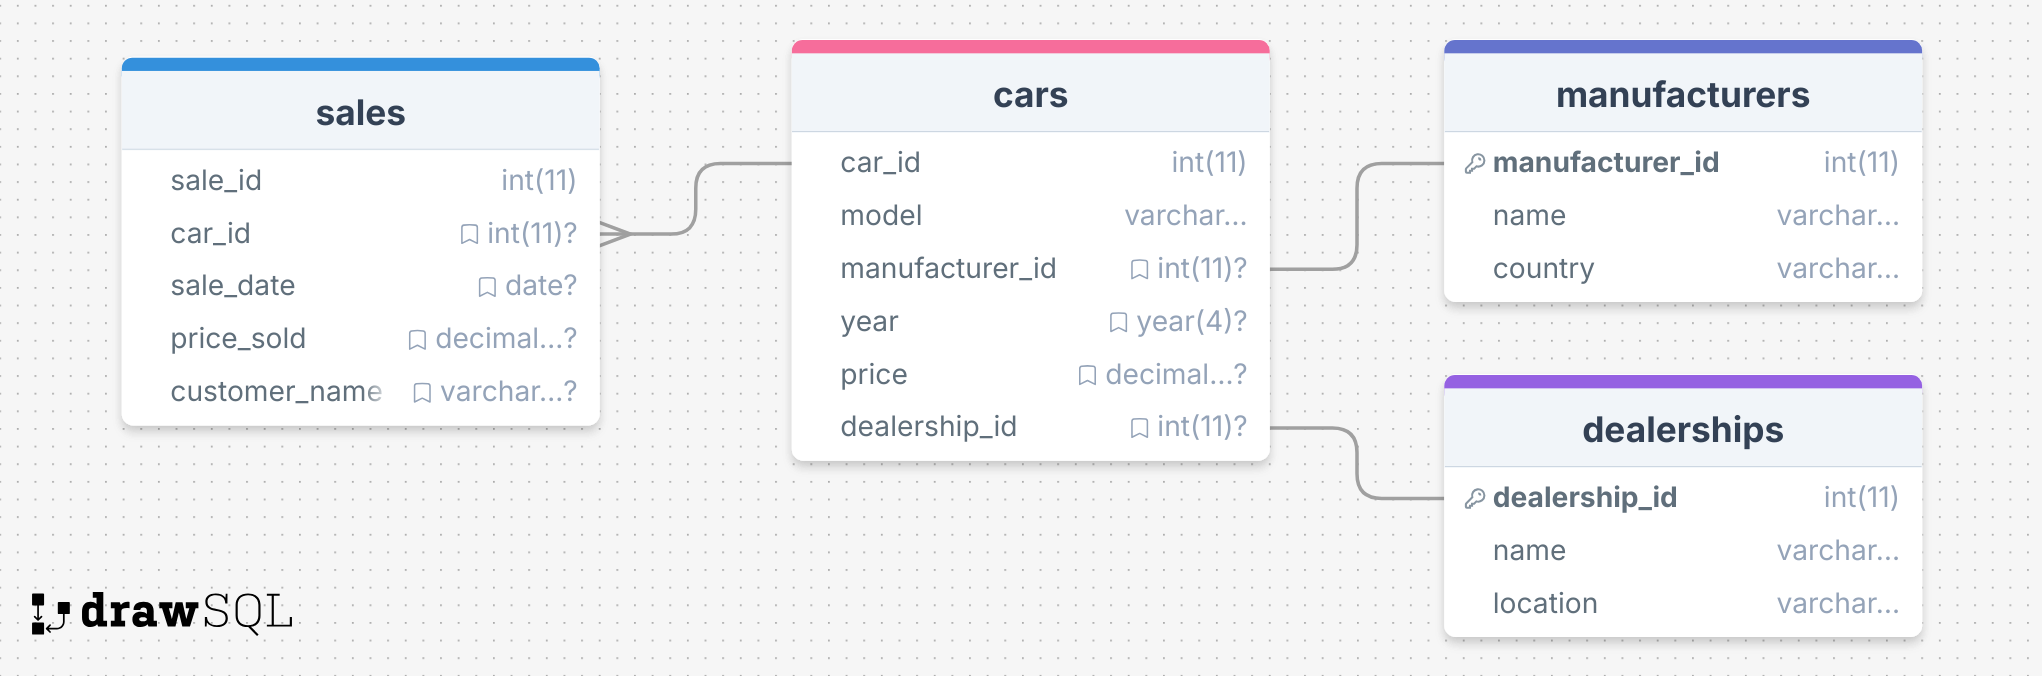 sales
sale_id int(11)
car_id int(11)?
sale_date date?
price_sold decimal...?
customer_name varchar...?
cars
car_id int(11)
model varchar...
manufacturer_id int(11)?
year year(4)?
price decimal...?
dealership_id int(11)?
manufacturers
manufacturer_id int(11)
name varchar...
country varchar...
dealerships
dealership_id int(11)
name varchar...
location varchar...
drawSQL